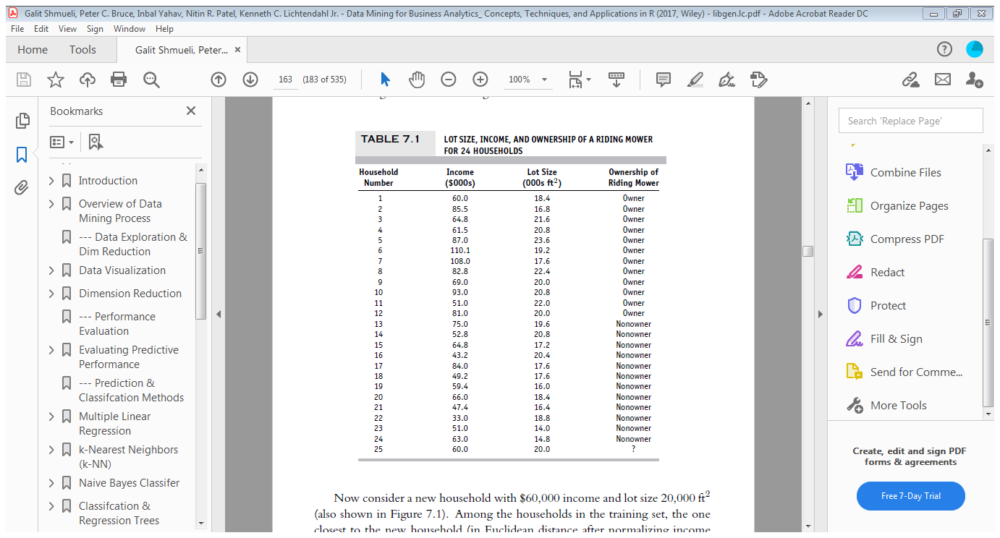 Galit Shmueli, Peter C. Bruce, Inbal Yahav, Nitin R. Patel, Kenneth C. Lichtendahl Jr. - Data Mining for Business Analytics_ Concepts, Techniques, and Applications in R (2017, Wiley) - libgen.lc.pdf - Adobe Acrobat Reader DC
File Edit View Sign Window Help
Home Tools Galit Shmueli, Peter... ×
163 (183 of 535) 100%
Bookmarks
Introduction
Overview of Data
Mining Process
--- Data Exploration &
Dim Reduction
Data Visualization
Dimension Reduction
--- Performance
Evaluation
Evaluating Predictive
Performance
--- Prediction &
Classifcation Methods
Multiple Linear
Regression
k-Nearest Neighbors
(k-NN)
Naive Bayes Classifer
Classifcation &
Regression Trees
TABLE 7.1 LOT SIZE, INCOME, AND OWNERSHIP OF A RIDING MOWER
FOR 24 HOUSEHOLDS
Household Income Lot Size Ownership of
Number ($000s) (000s ft²) Riding Mower
1 60.0 18.4 Owner
2 85.5 16.8 Owner
3 64.8 21.6 Owner
4 61.5 20.8 Owner
5 87.0 23.6 Owner
6 110.1 19.2 Owner
7 108.0 17.6 Owner
8 82.8 22.4 Owner
9 69.0 20.0 Owner
10 93.0 20.8 Owner
11 51.0 22.0 Owner
12 81.0 20.0 Owner
13 75.0 19.6 Nonowner
14 52.8 20.8 Nonowner
15 64.8 17.2 Nonowner
16 43.2 20.4 Nonowner
17 84.0 17.6 Nonowner
18 49.2 17.6 Nonowner
19 59.4 16.0 Nonowner
20 66.0 18.4 Nonowner
21 47.4 16.4 Nonowner
22 33.0 18.8 Nonowner
23 51.0 14.0 Nonowner
24 63.0 14.8 Nonowner
25 60.0 20.0 ?
Now consider a new household with $60,000 income and lot size 20,000 ft²
(also shown in Figure 7.1). Among the households in the training set, the one
closest to the new household (in Euclidean distance after normalizing income
Search 'Replace Page'
Combine Files
Organize Pages
Compress PDF
Redact
Protect
Fill & Sign
Send for Comme...
More Tools
Create, edit and sign PDF
forms & agreements
Free 7-Day Trial